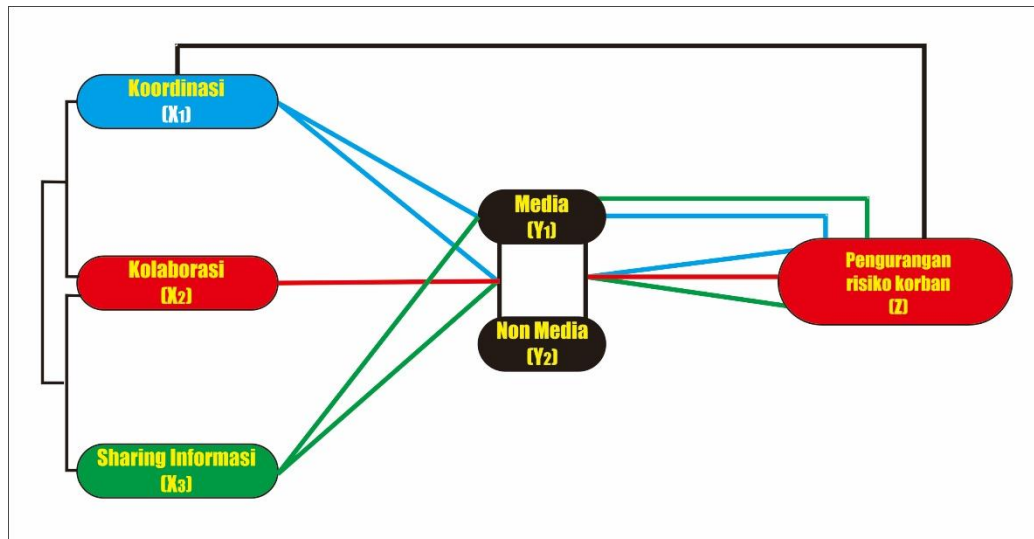 Koordinasi
(X1)
Kolaborasi
(X2)
Sharing Informasi
(X3)
Media
(Y1)
Non Media
(Y2)
Pengurangan
risiko korban
(Z)